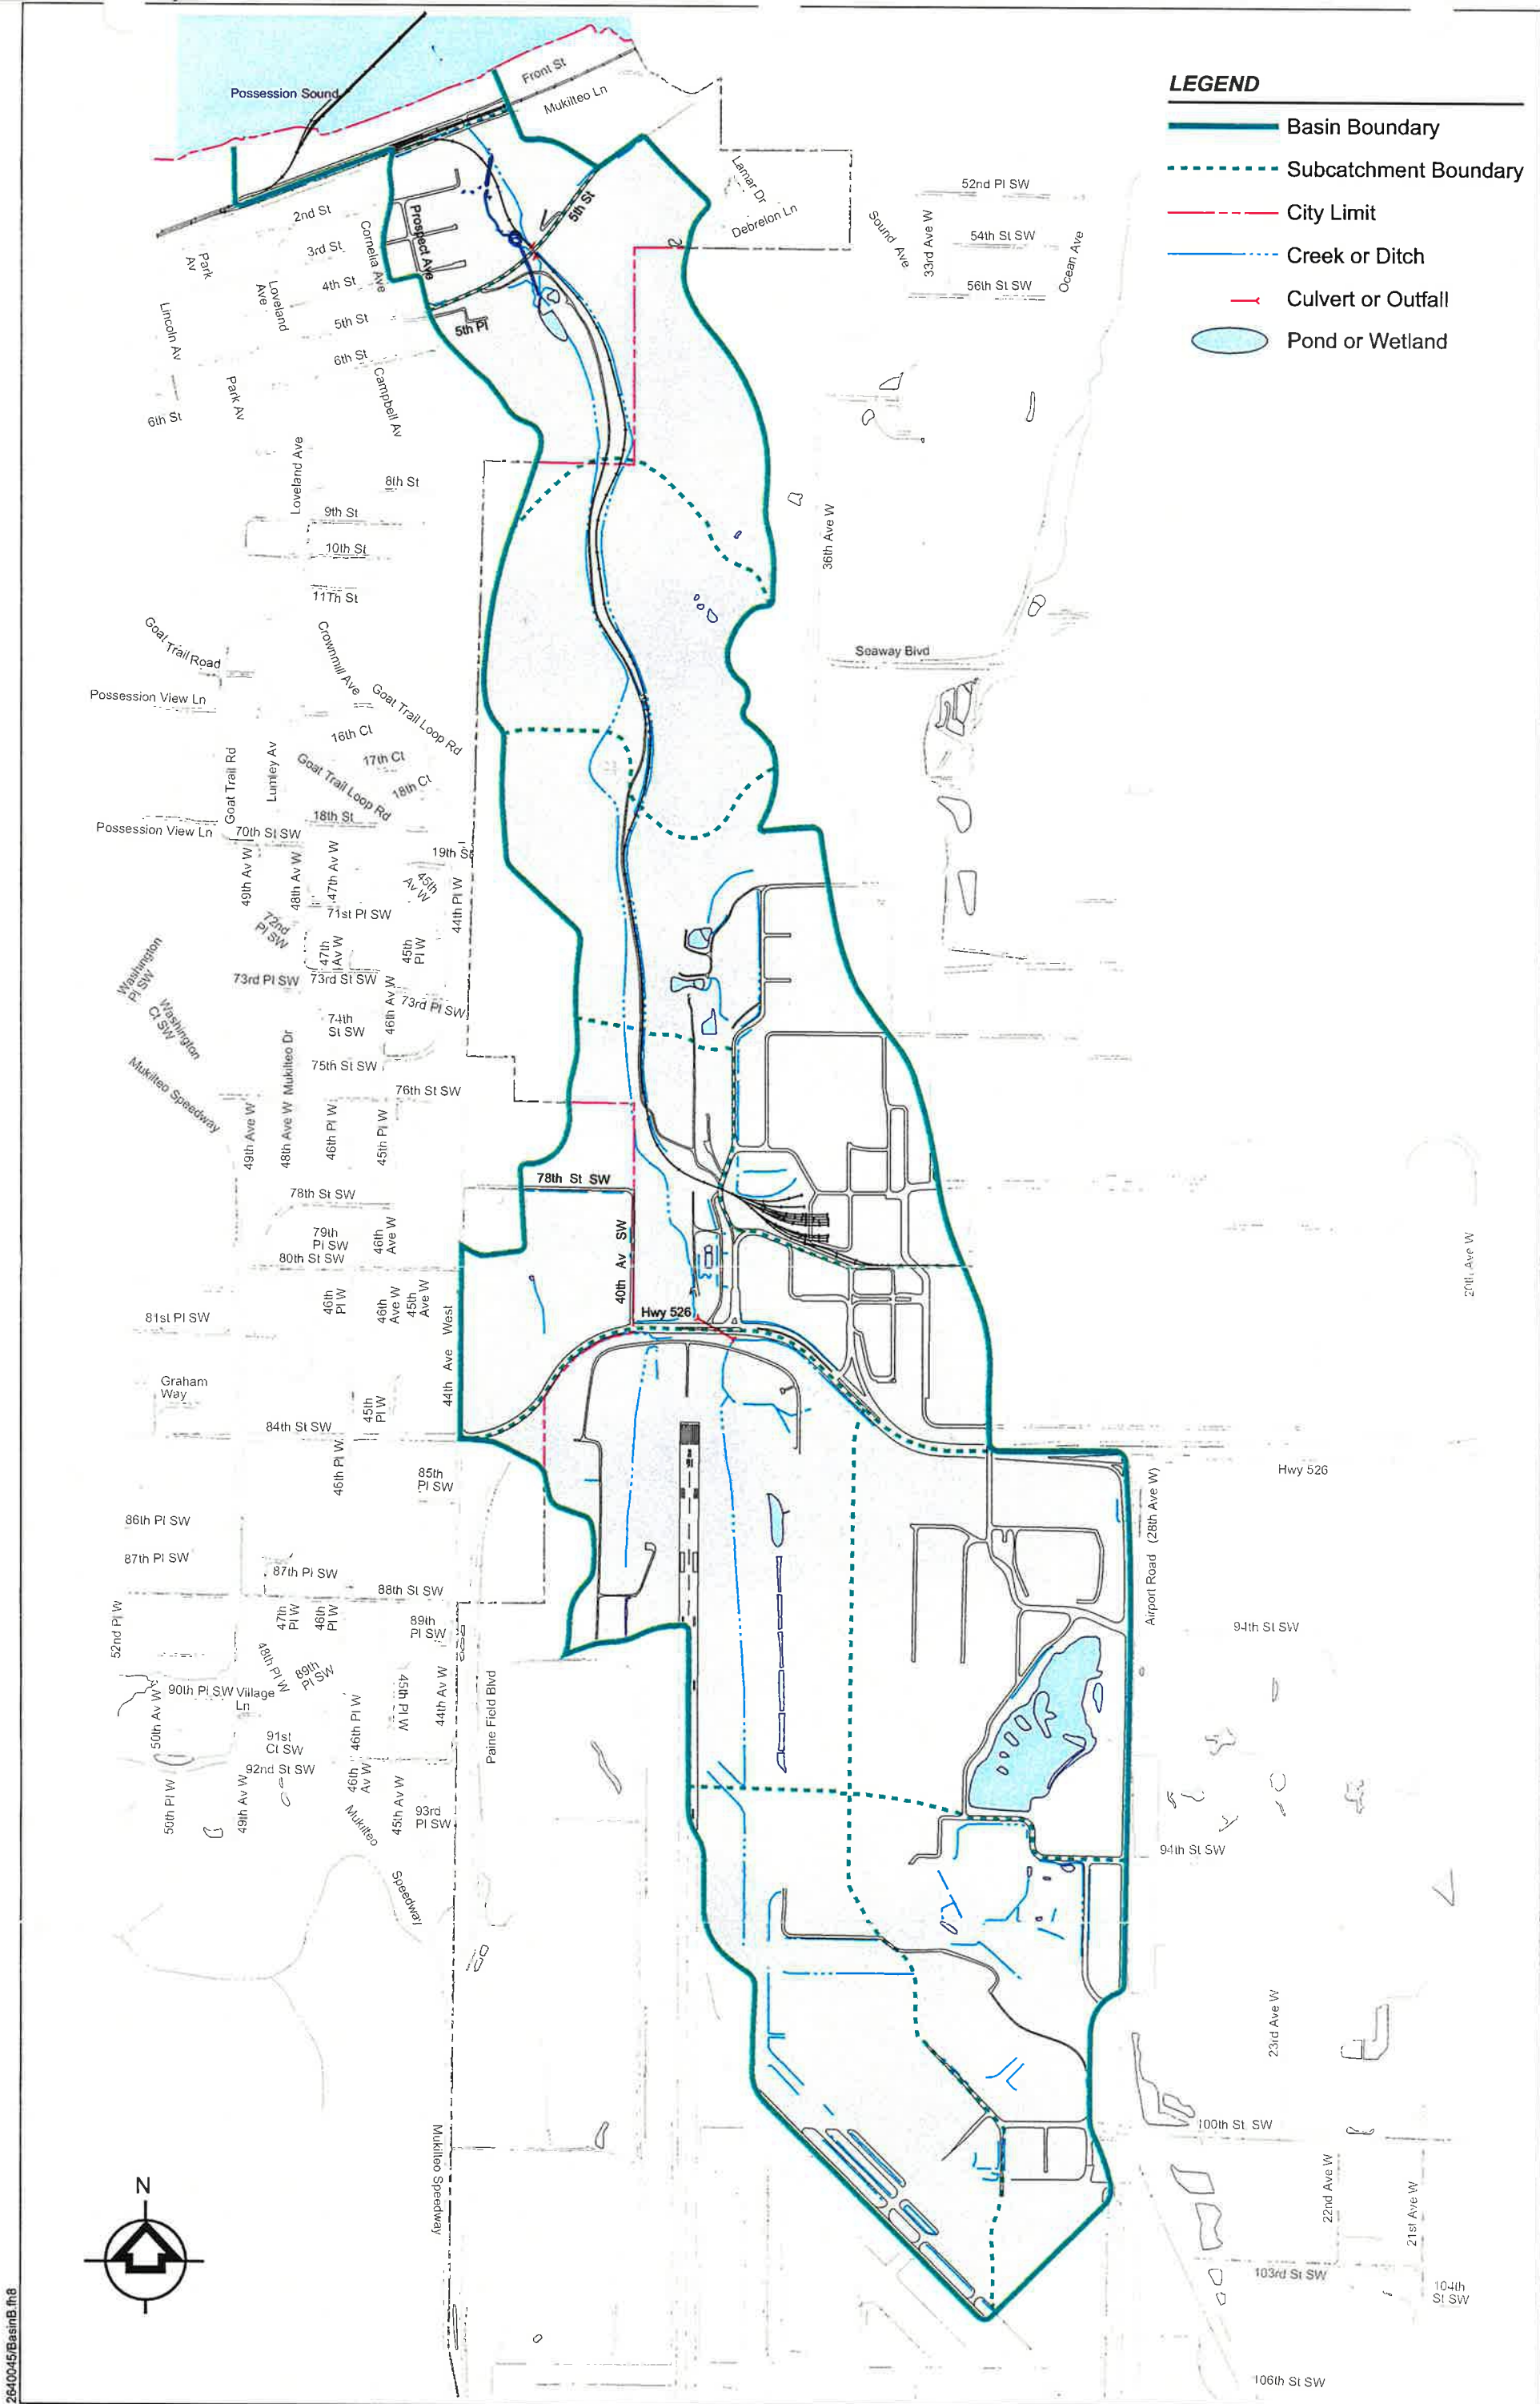 LEGEND
Basin Boundary
Subcatchment Boundary
City Limit
Creek or Ditch
Culvert or Outfall
Pond or Wetland
Possession Sound
Front St
Mukilteo Ln
Lamar Dr
Debrelon Ln
52nd Pl SW
Sound Ave
33rd Ave W
54th St SW
56th St SW
Ocean Ave
2nd St
3rd St
4th St
5th St
6th St
Park
Av
Loveland
Ave
Cornelia Ave
Prospect Ave
5th St
5th Pl
Lincoln Av
6th St
Park Av
Campbell Av
Loveland Ave
8th St
9th St
10th St
11Th St
36th Ave W
Seaway Blvd
Goat
Trail Road
Crownmill Ave
Goat Trail Loop Rd
Possession View Ln
16th Ct
17th Ct
18th Ct
Goat Trail Rd
Lumley Av
Goat Trail Loop Rd
18th St
Possession View Ln
70th St SW
19th St
49th Av W
48th Av W
47th Av W
45th
Av W
44th Pl W
71st Pl SW
72nd
Pl SW
47th
Av W
45th
Pl W
Washington
Pl SW
73rd Pl SW
73rd St SW
46th Av W
73rd Pl SW
Washington
Ct SW
74th
St SW
Mukilteo Speedway
75th St SW
76th St SW
Mukilteo Dr
49th Ave W
48th Ave W
46th Pl W
45th Pl W
78th St SW
78th St SW
79th
Pl SW
46th
Ave W
80th St SW
40th Av SW
20th Ave W
46th
Pl W
46th
Ave W
45th
Ave W
81st Pl SW
44th Ave West
Hwy 526
Graham
Way
45th
Pl W
84th St SW
46th Pl W
85th
Pl SW
Hwy 526
Airport Road (28th Ave W)
86th Pl SW
87th Pl SW
87th Pl SW
88th St SW
52nd Pl W
47th
Pl W
46th
Pl W
89th
Pl SW
94th St SW
48th Pl W
89th
Pl SW
90th Pl SW
Village
Ln
50th Av W
45th Pl W
44th Av W
46th Pl W
Paine Field Blvd
91st
Ct SW
92nd St SW
50th Pl W
49th Av W
46th
Av W
45th Av W
93rd
Pl SW
94th St SW
Mukilteo
Speedway
23rd Ave W
100th St. SW
Mukilteo Speedway
22nd Ave W
21st Ave W
103rd St SW
104th
St SW
106th St SW
N
2640045/BasinB.fh8